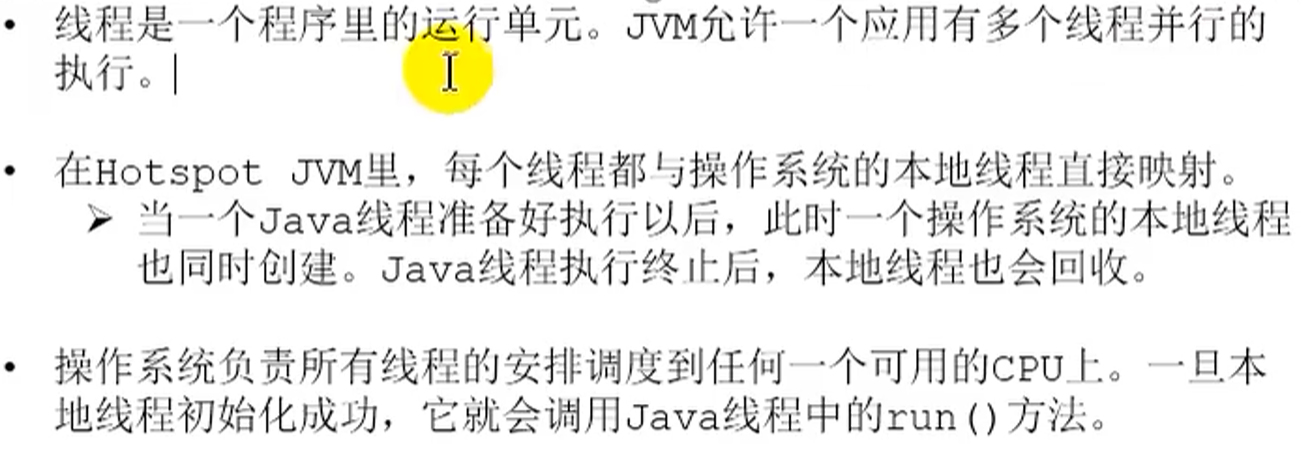 • 线程是一个程序里的运行单元。JVM允许一个应用有多个线程并行的
执行。
• 在Hotspot JVM里，每个线程都与操作系统的本地线程直接映射。
➢ 当一个Java线程准备好执行以后，此时一个操作系统的本地线程
也同时创建。Java线程执行终止后，本地线程也会回收。
• 操作系统负责所有线程的安排调度到任何一个可用的CPU上。一旦本
地线程初始化成功，它就会调用Java线程中的run()方法。